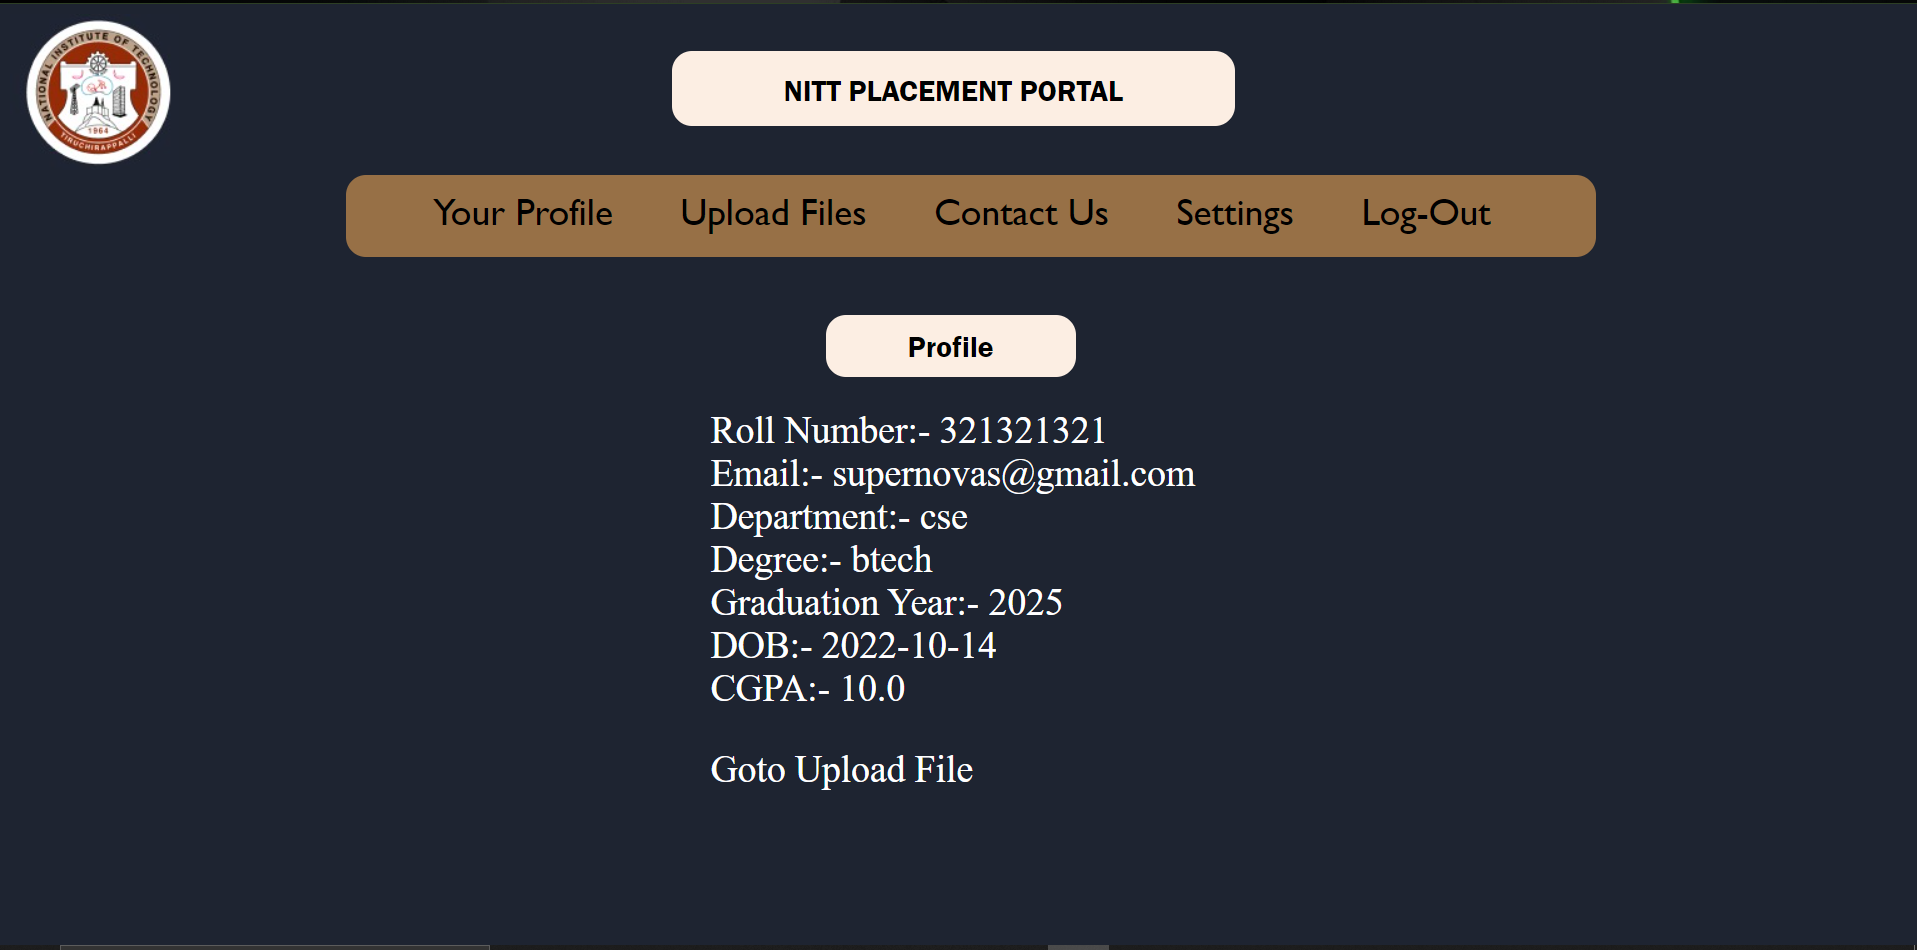 NATIONAL INSTITUTE OF TECHNOLOGY
1964
TIRUCHIRAPPALLI
NITT PLACEMENT PORTAL
Your Profile Upload Files Contact Us Settings Log-Out
Profile
Roll Number:- 321321321
Email:- supernovas@gmail.com
Department:- cse
Degree:- btech
Graduation Year:- 2025
DOB:- 2022-10-14
CGPA:- 10.0
Goto Upload File